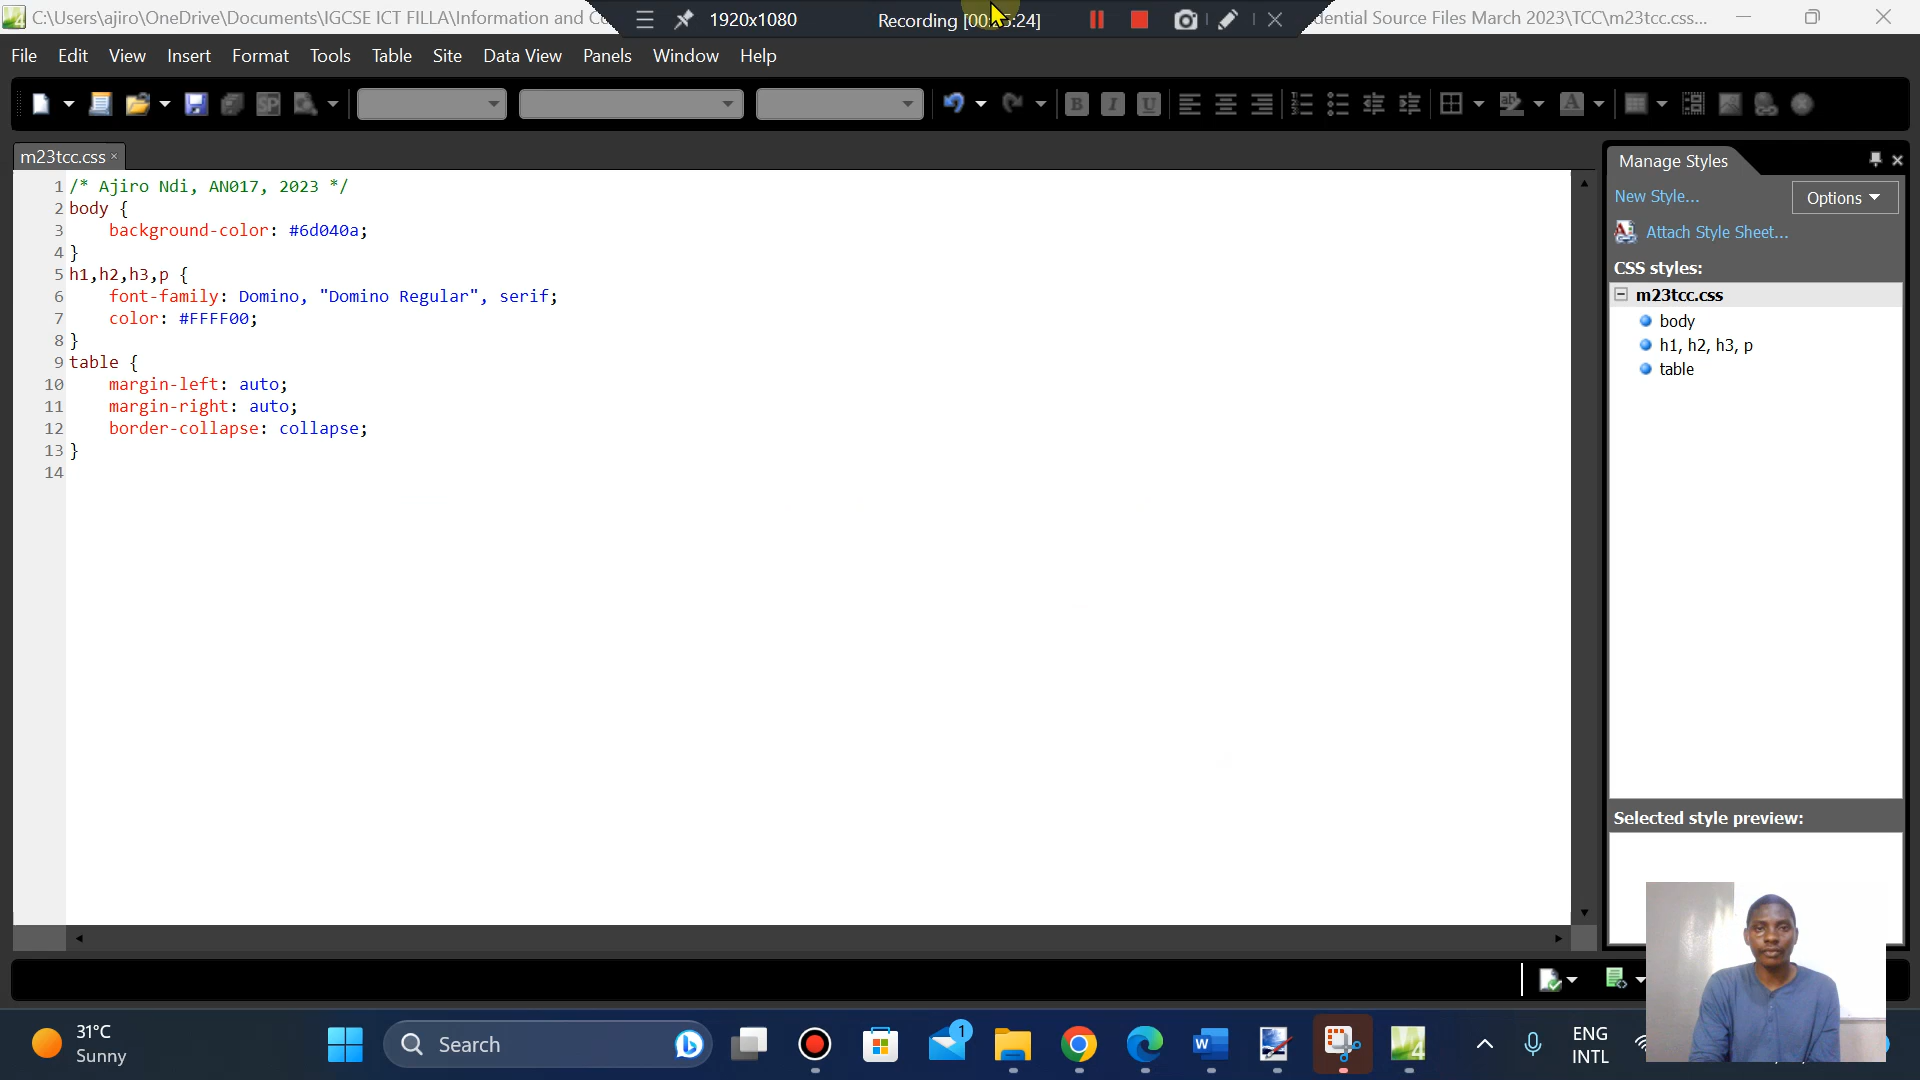 C:\Users\ajiro\OneDrive\Documents\IGCSE ICT FILLA\Information and Co
1920x1080
Recording [00: 5:24]
dential Source Files March 2023\TCC\m23tcc.css...
File Edit View Insert Format Tools Table Site Data View Panels Window Help
m23tcc.css
1 /* Ajiro Ndi, AN017, 2023 */
2 body {
3 background-color: #6d040a;
4 }
5 h1,h2,h3,p {
6 font-family: Domino, "Domino Regular", serif;
7 color: #FFFF00;
8 }
9 table {
10 margin-left: auto;
11 margin-right: auto;
12 border-collapse: collapse;
13 }
14
Manage Styles
New Style...
Options
Attach Style Sheet...
CSS styles:
m23tcc.css
body
h1, h2, h3, p
table
Selected style preview:
31°C
Sunny
Search
1
ENG
INTL